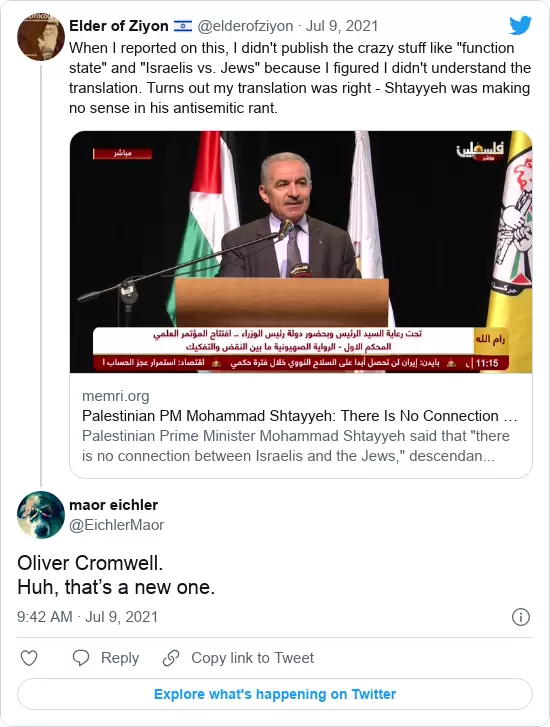 Elder of Ziyon 🇮🇱 @elderofziyon · Jul 9, 2021
When I reported on this, I didn't publish the crazy stuff like "function
state" and "Israelis vs. Jews" because I figured I didn't understand the
translation. Turns out my translation was right - Shtayyeh was making
no sense in his antisemitic rant.
مباشر
فلسطين
مباشر
تحت رعاية السيد الرئيس وبحضور دولة رئيس الوزراء .. افتتاح المؤتمر العلمي
المحكم الاول - الرواية الصهيونية ما بين النقض والتفكيك
رام الله
11:15
بايدن: إيران لن تحصل أبدا على السلاح النووي خلال فترة حكمي
اقتصاد: استمرار عجز الحساب ا
memri.org
Palestinian PM Mohammad Shtayyeh: There Is No Connection …
Palestinian Prime Minister Mohammad Shtayyeh said that "there
is no connection between Israelis and the Jews," descendan...
maor eichler
@EichlerMaor
Oliver Cromwell.
Huh, that’s a new one.
9:42 AM · Jul 9, 2021
Reply
Copy link to Tweet
Explore what's happening on Twitter